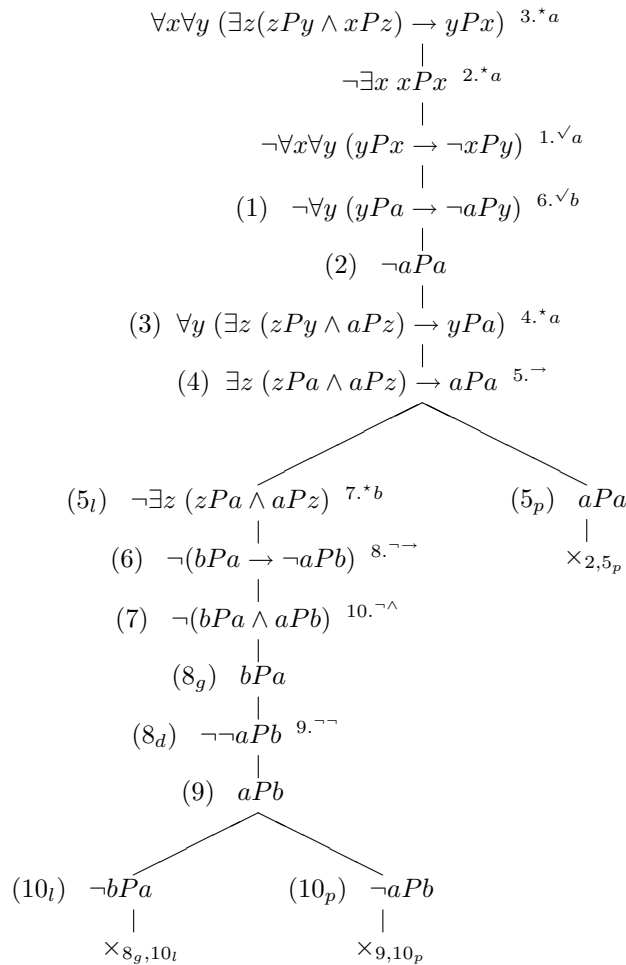 ∀x∀y (∃z(zPy ∧ xPz) → yPx) 3.⋆a
¬∃x xPx 2.⋆a
¬∀x∀y (yPx → ¬xPy) 1.√a
(1) ¬∀y (yPa → ¬aPy) 6.√b
(2) ¬aPa
(3) ∀y (∃z (zPy ∧ aPz) → yPa) 4.⋆a
(4) ∃z (zPa ∧ aPz) → aPa 5.→
(5l) ¬∃z (zPa ∧ aPz) 7.⋆b (5p) aPa
(6) ¬(bPa → ¬aPb) 8.¬→ ×2,5p
(7) ¬(bPa ∧ aPb) 10.¬∧
(8g) bPa
(8d) ¬¬aPb 9.¬¬
(9) aPb
(10l) ¬bPa (10p) ¬aPb
×8g,10l ×9,10p